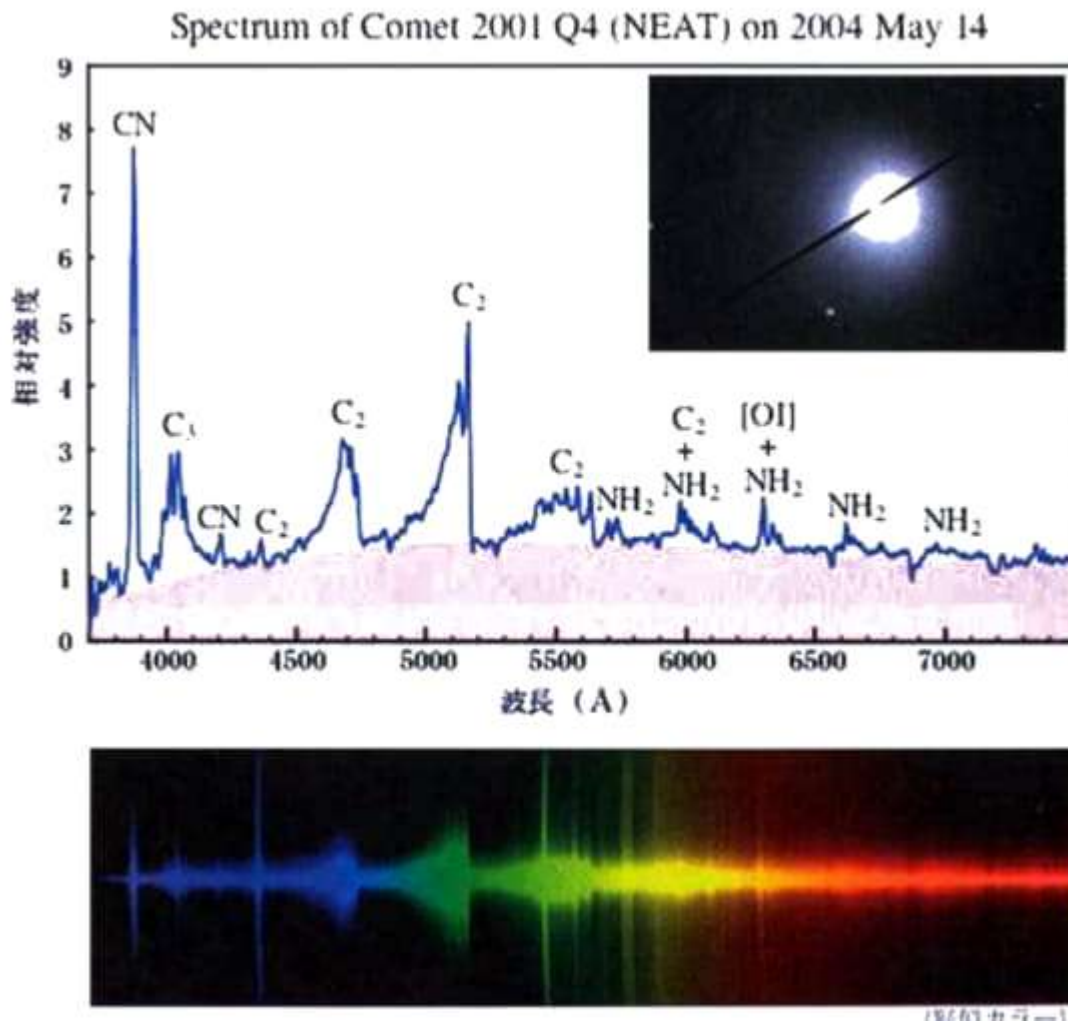 Spectrum of Comet 2001 Q4 (NEAT) on 2004 May 14
9
8
7
6
5
4
3
2
1
0
相対強度
CN
C₃
CN
C₂
C₂
C₂
C₂
NH₂
C₂
+
NH₂
[OI]
+
NH₂
NH₂
NH₂
4000 4500 5000 5500 6000 6500 7000
波長 (Å)